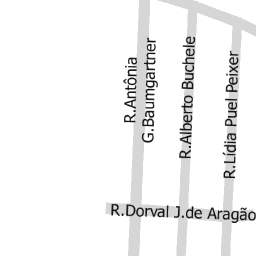 R.Antônia
G.Baumgartner
R.Alberto Buchele
R.Lídia Puel Peixer
R.Dorval J.de Aragão